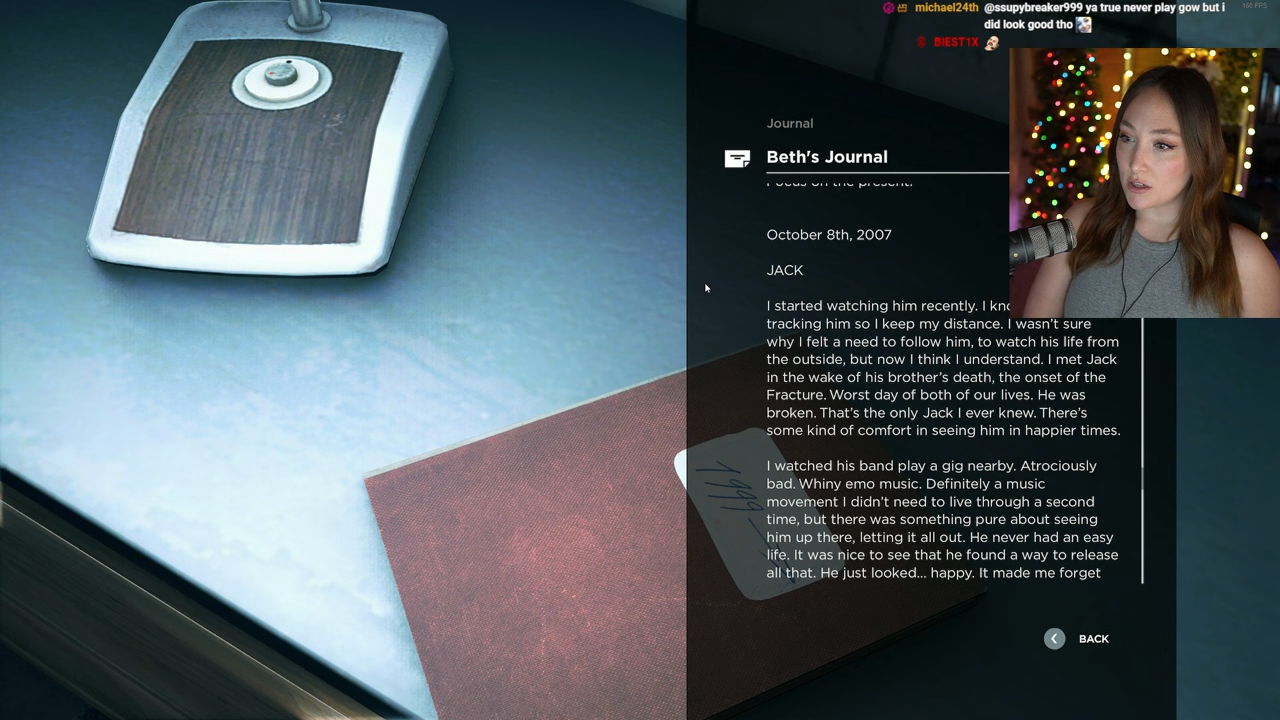 michael24th @ssupybreaker999 ya true never play gow but i
did look good tho
BIEST1X
Journal
Beth's Journal
Focus on the present.
October 8th, 2007
JACK
I started watching him recently. I
tracking him so I keep my distance. I wasn't sure
why I felt a need to follow him, to watch his life from
the outside, but now I think I understand. I met Jack
in the wake of his brother's death, the onset of the
Fracture. Worst day of both of our lives. He was
broken. That's the only Jack I ever knew. There's
some kind of comfort in seeing him in happier times.
I watched his band play a gig nearby. Atrociously
bad. Whiny emo music. Definitely a music
movement I didn't need to live through a second
time, but there was something pure about seeing
him up there, letting it all out. He never had an easy
life. It was nice to see that he found a way to release
all that. He just looked... happy. It made me forget
1999-
BACK